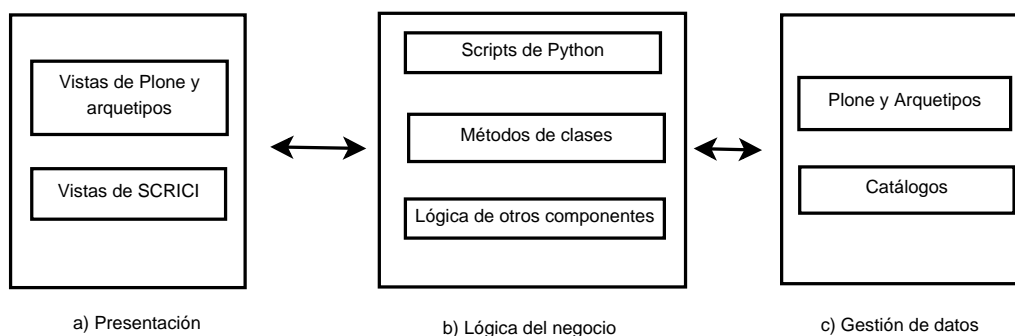 Vistas de Plone y
arquetipos
Vistas de SCRICI
a) Presentación
Scripts de Python
Métodos de clases
Lógica de otros componentes
b) Lógica del negocio
Plone y Arquetipos
Catálogos
c) Gestión de datos